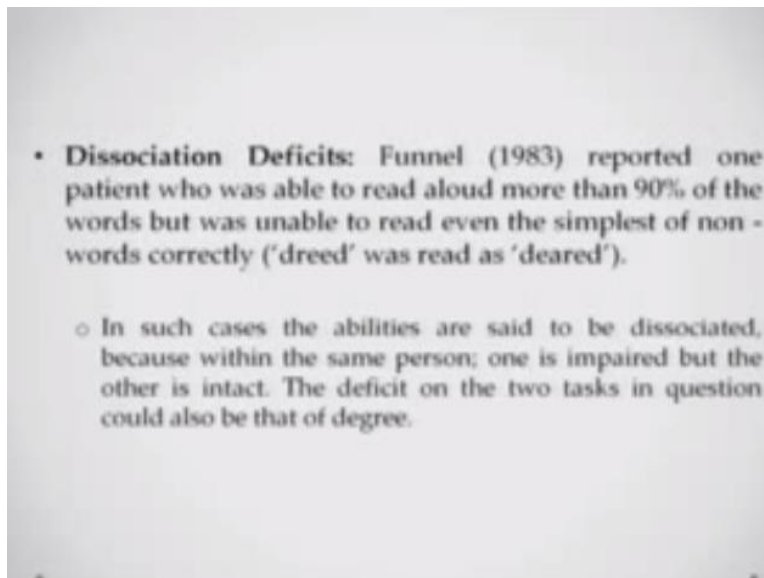 • Dissociation Deficits: Funnel (1983) reported one
patient who was able to read aloud more than 90% of the
words but was unable to read even the simplest of non -
words correctly ('dreed' was read as 'deared').
o In such cases the abilities are said to be dissociated,
because within the same person; one is impaired but the
other is intact. The deficit on the two tasks in question
could also be that of degree.